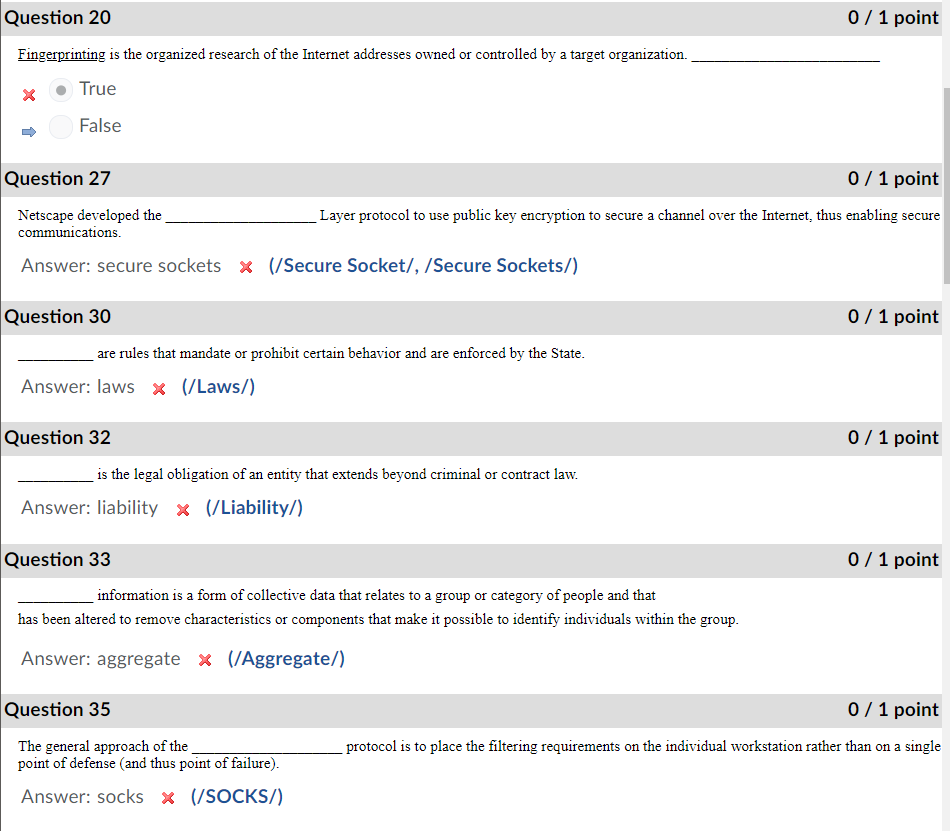 Question 20 0 / 1 point
Fingerprinting is the organized research of the Internet addresses owned or controlled by a target organization. _________________________
True
False
Question 27 0 / 1 point
Netscape developed the ____________________ Layer protocol to use public key encryption to secure a channel over the Internet, thus enabling secure
communications.
Answer: secure sockets (/Secure Socket/, /Secure Sockets/)
Question 30 0 / 1 point
__________ are rules that mandate or prohibit certain behavior and are enforced by the State.
Answer: laws (/Laws/)
Question 32 0 / 1 point
__________ is the legal obligation of an entity that extends beyond criminal or contract law.
Answer: liability (/Liability/)
Question 33 0 / 1 point
__________ information is a form of collective data that relates to a group or category of people and that
has been altered to remove characteristics or components that make it possible to identify individuals within the group.
Answer: aggregate (/Aggregate/)
Question 35 0 / 1 point
The general approach of the ____________________ protocol is to place the filtering requirements on the individual workstation rather than on a single
point of defense (and thus point of failure).
Answer: socks (/SOCKS/)